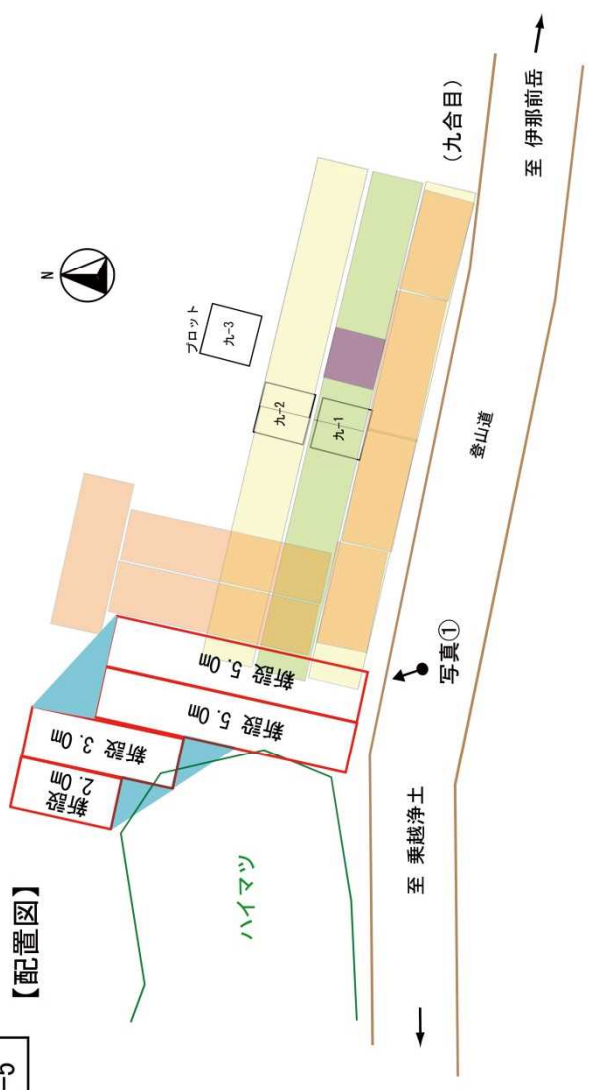 -5
【配置図】
N
プロット
九-3
九-2
九-1
（九合目）
至 伊那前岳
登山道
新設 5.0m
新設 5.0m
新設 3.0m
新設
2.0m
写真①
ハイマツ
至 乗越浄土